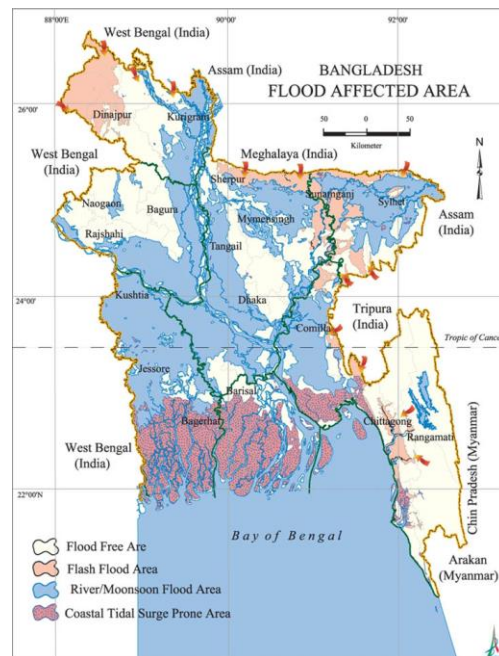 88°00'E
90°00
92°00
West Bengal (India)
Assam (India)
BANGLADESH
FLOOD AFFECTED AREA
50
0
50
Kilometer
N
26°00'
Dinajpur
Kurigram
West Bengal
(India)
Meghalaya (India)
Sherpur
Sunamganj
Sylhet
Assam
(India)
Naogaon
Bagura
Mymensingh
Rajshahi
Tangail
24°00'
Dhaka
Kushtia
Tripura
(India)
Comilla
Tropic of Cance
Jessore
Barisal
Bagerhat
Chittagong
Rangamati
West Bengal
(India)
Chin Pradesh (Myanmar)
22°00'N
Bay of Bengal
Arakan
(Myanmar)
Flood Free Are
Flash Flood Area
River/Moonsoon Flood Area
Coastal Tidal Surge Prone Area